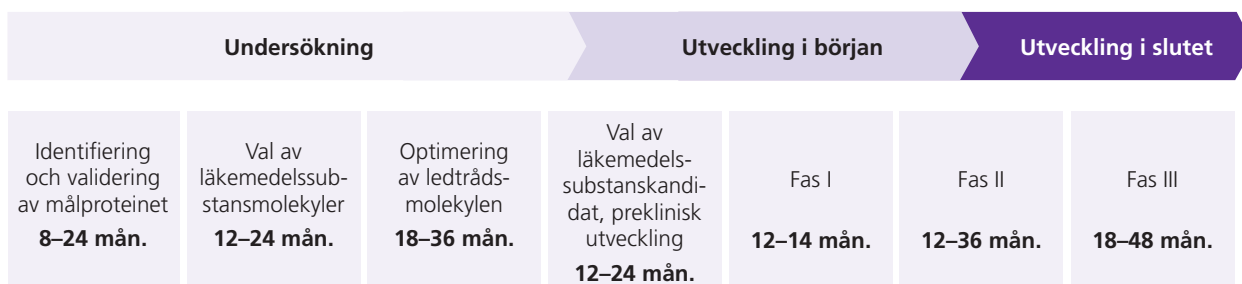 Undersökning
Utveckling i början
Utveckling i slutet
Identifiering
och validering
av målproteinet
8–24 mån.
Val av
läkemedelssub-
stansmolekyler
12–24 mån.
Optimering
av ledtråds-
molekylen
18–36 mån.
Val av
läkemedels-
substanskandi-
dat, preklinisk
utveckling
12–24 mån.
Fas I
12–14 mån.
Fas II
12–36 mån.
Fas III
18–48 mån.